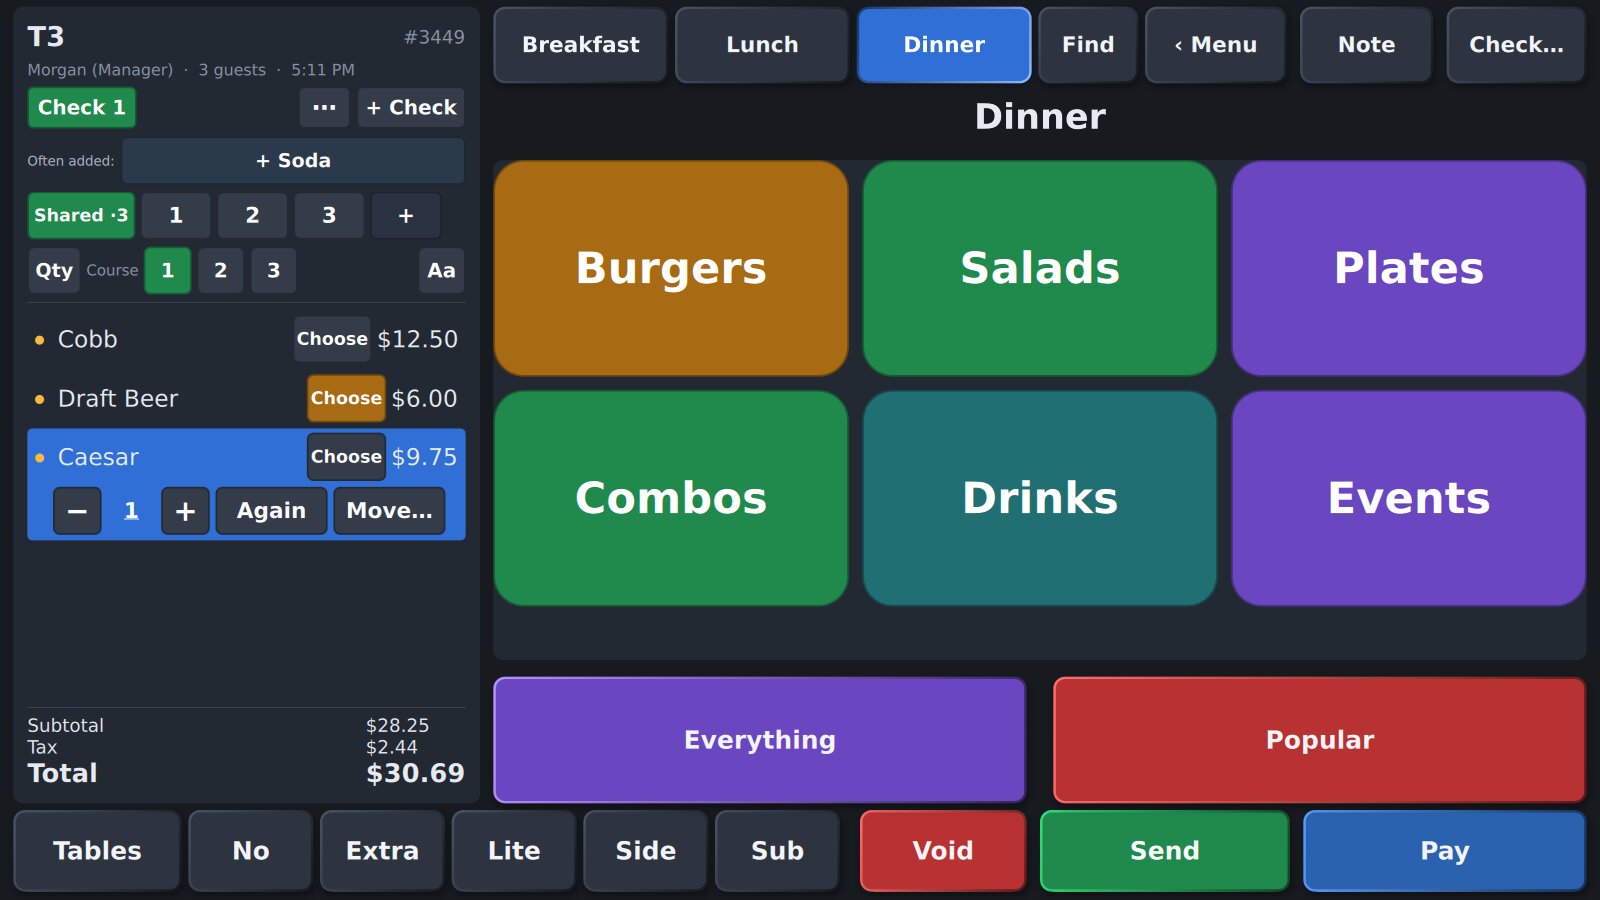 T3 #3449
Morgan (Manager) · 3 guests · 5:11 PM
Check 1 ··· + Check
Often added: + Soda
Shared ·3 1 2 3 +
Qty Course 1 2 3 Aa
Cobb Choose $12.50
Draft Beer Choose $6.00
Caesar Choose $9.75
− 1 + Again Move...
Subtotal $28.25
Tax $2.44
Total $30.69
Breakfast Lunch Dinner Find ‹ Menu Note Check...
Dinner
Burgers Salads Plates
Combos Drinks Events
Everything Popular
Tables No Extra Lite Side Sub Void Send Pay